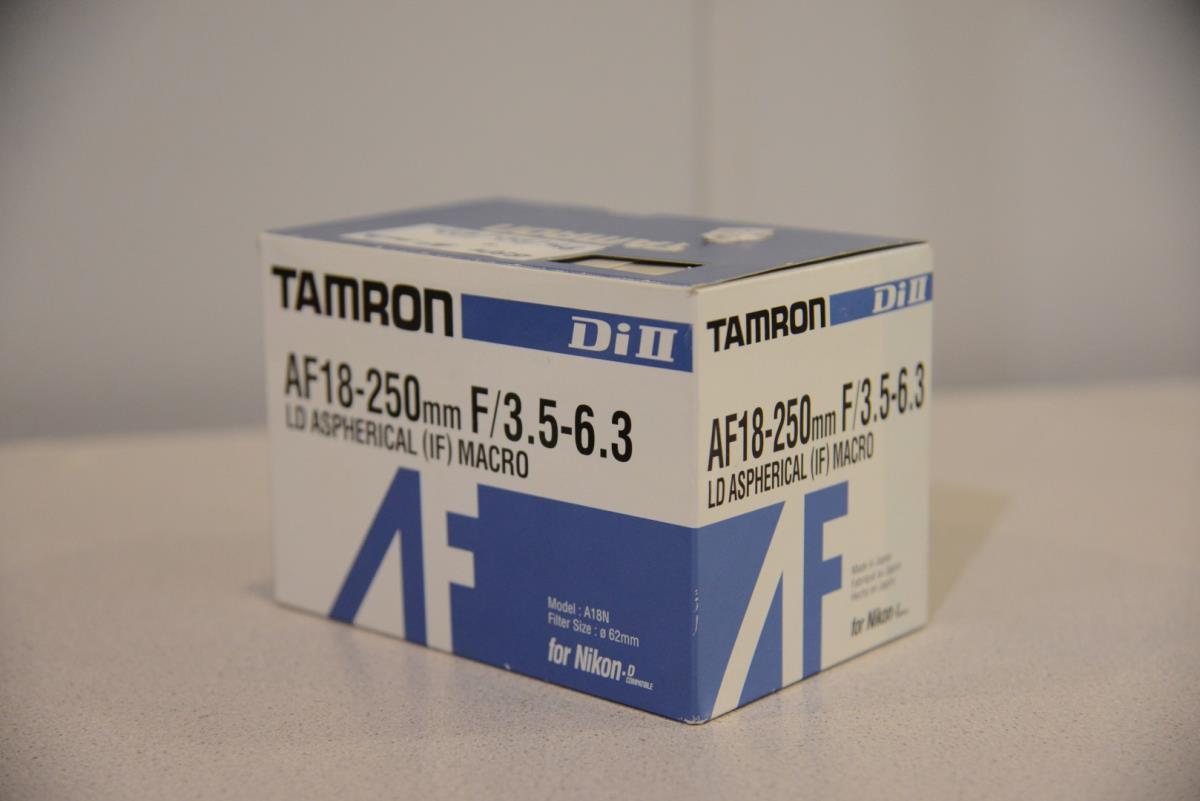 TAMRON
TAMRON Di II
AF18-250mm F/3.5-6.3
LD ASPHERICAL (IF) MACRO
AF
Model : A18N
Filter Size : ø 62mm
for Nikon-D
COMPATIBLE
TAMRON Di II
AF18-250mm F/3.5-6.3
LD ASPHERICAL (IF) MACRO
AF
Made in Japan
Fabriqué au Japon
Hecho en Japón
for Nikon